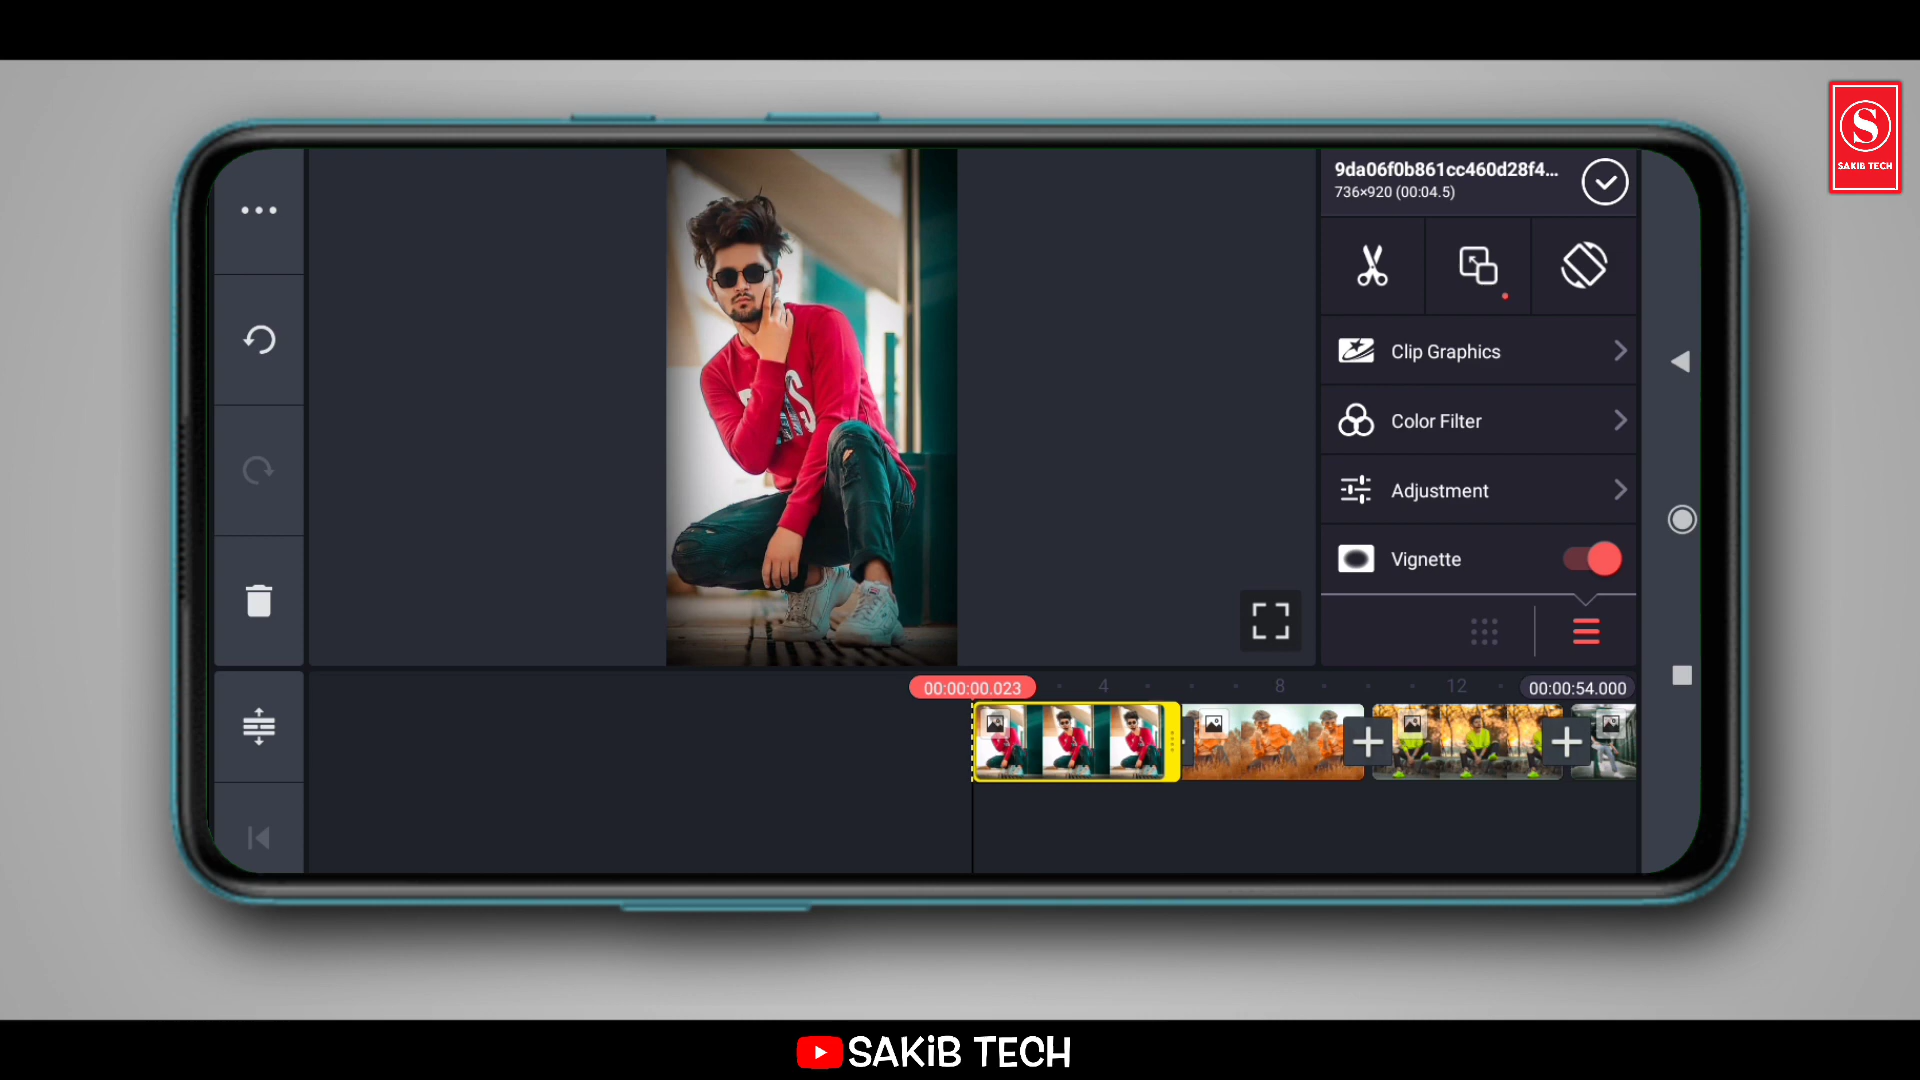 S
SAKIB TECH
9da06f0b861cc460d28f4...
736×920 (00:04.5)
Clip Graphics
Color Filter
Adjustment
Vignette
00:00:00.023
4
8
12
00:00:54.000
SAKiB TECH